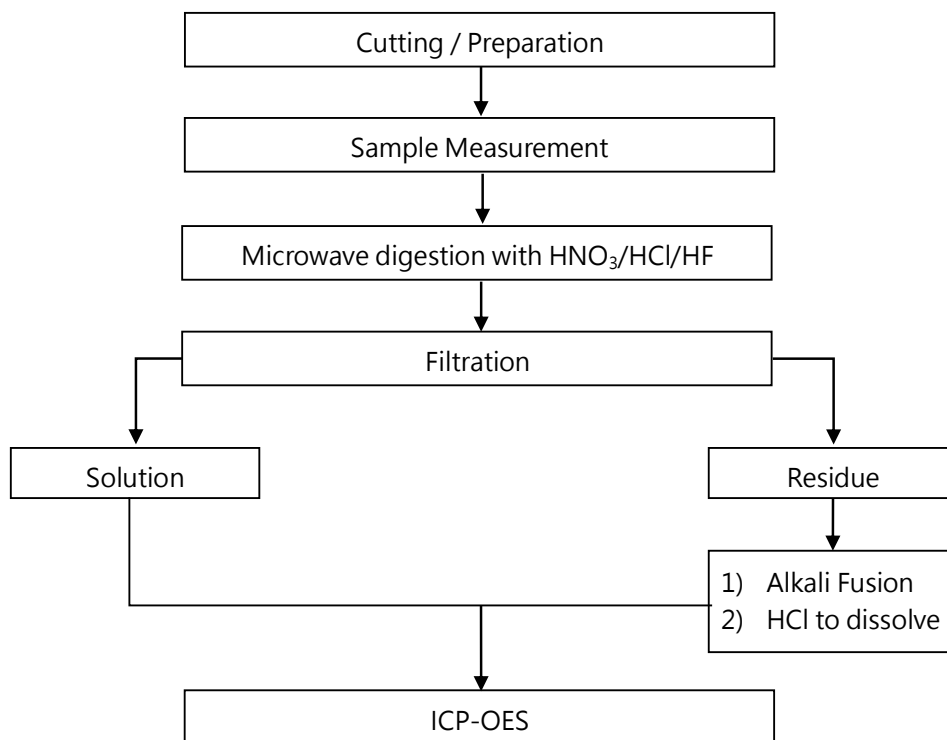 Cutting / Preparation
Sample Measurement
Microwave digestion with HNO₃/HCl/HF
Filtration
Solution
Residue
1) Alkali Fusion
2) HCl to dissolve
ICP-OES